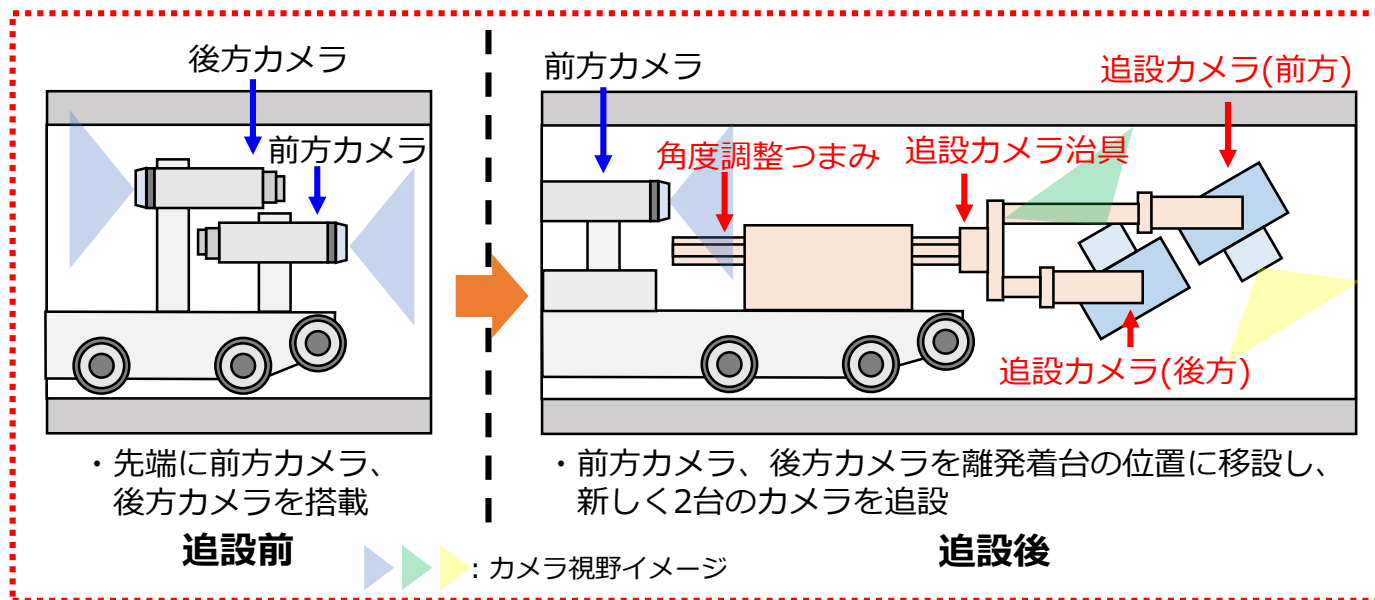 後方カメラ
前方カメラ
・先端に前方カメラ、
後方カメラを搭載
追設前
前方カメラ
追設カメラ(前方)
角度調整つまみ
追設カメラ治具
追設カメラ(後方)
・前方カメラ、後方カメラを離発着台の位置に移設し、
新しく2台のカメラを追設
追設後
: カメラ視野イメージ